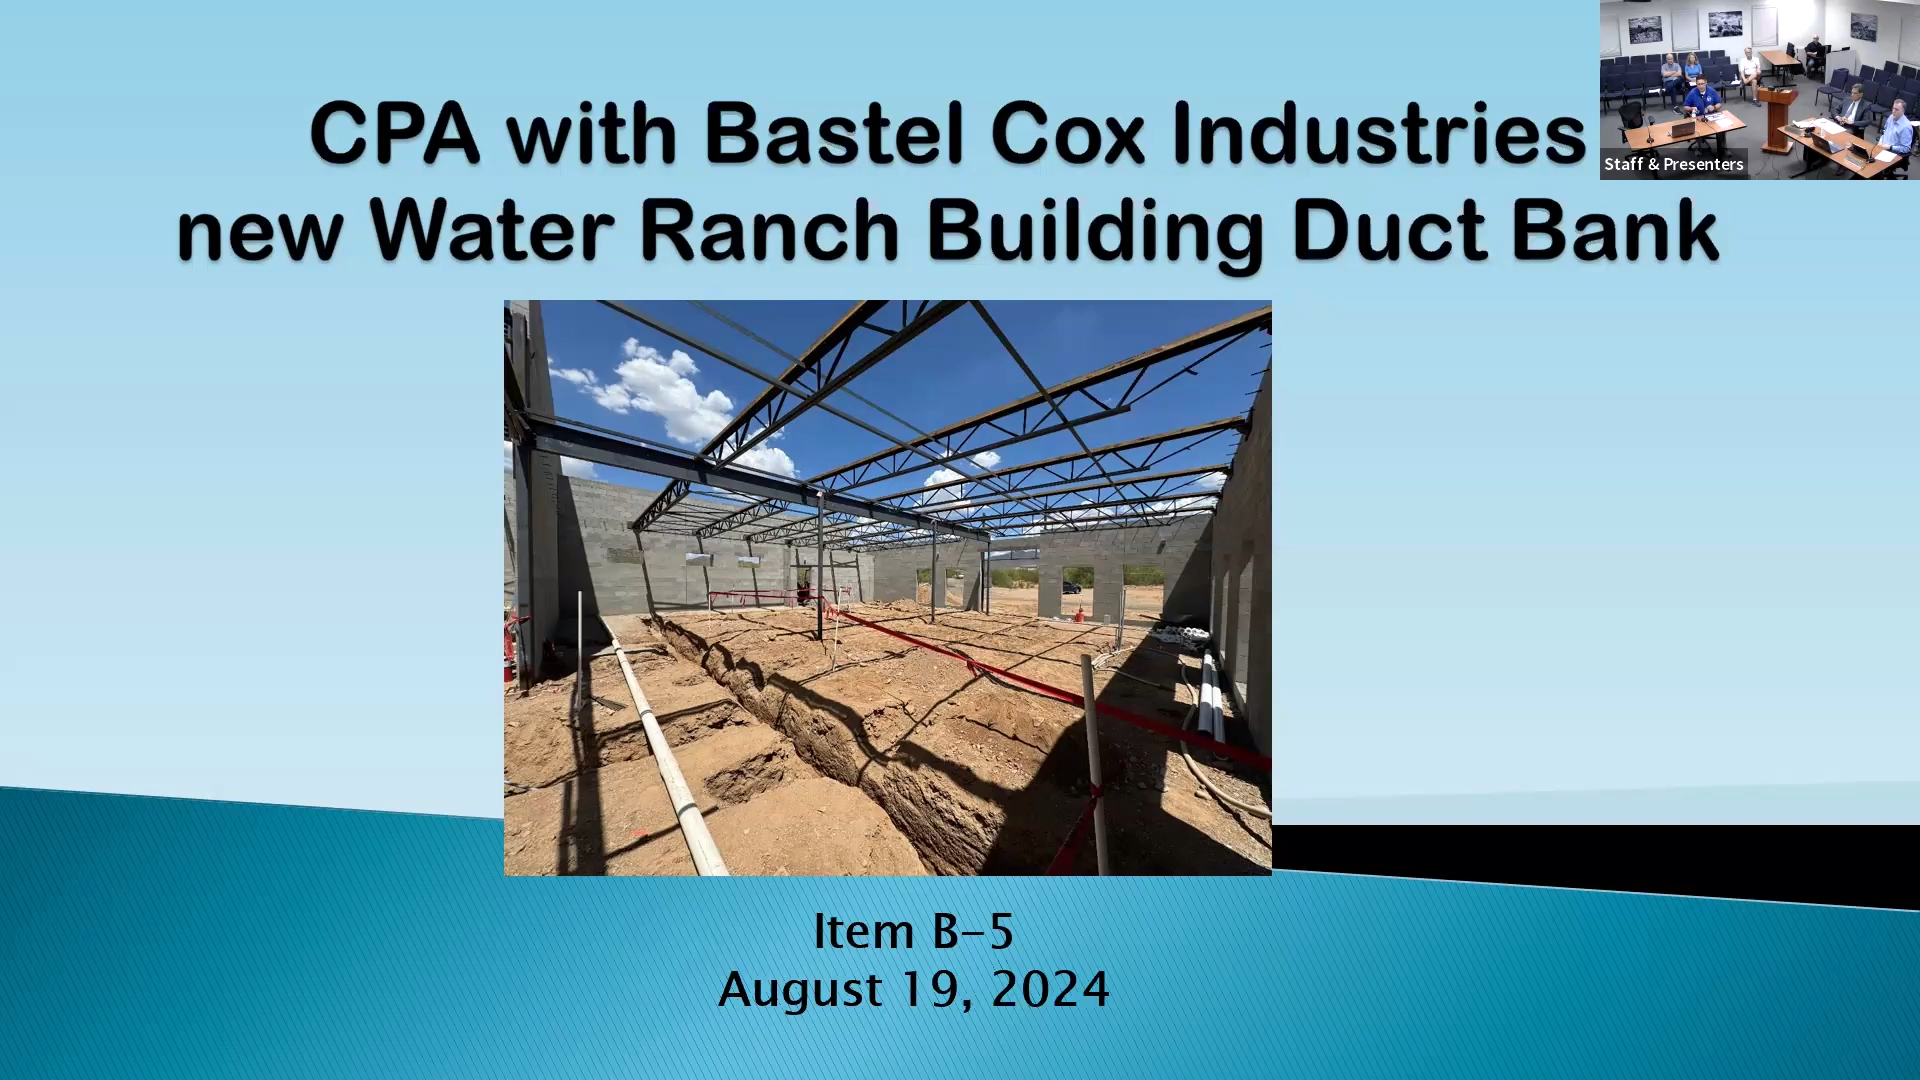 CPA with Bastel Cox Industries
new Water Ranch Building Duct Bank
Staff & Presenters
Item B-5
August 19, 2024